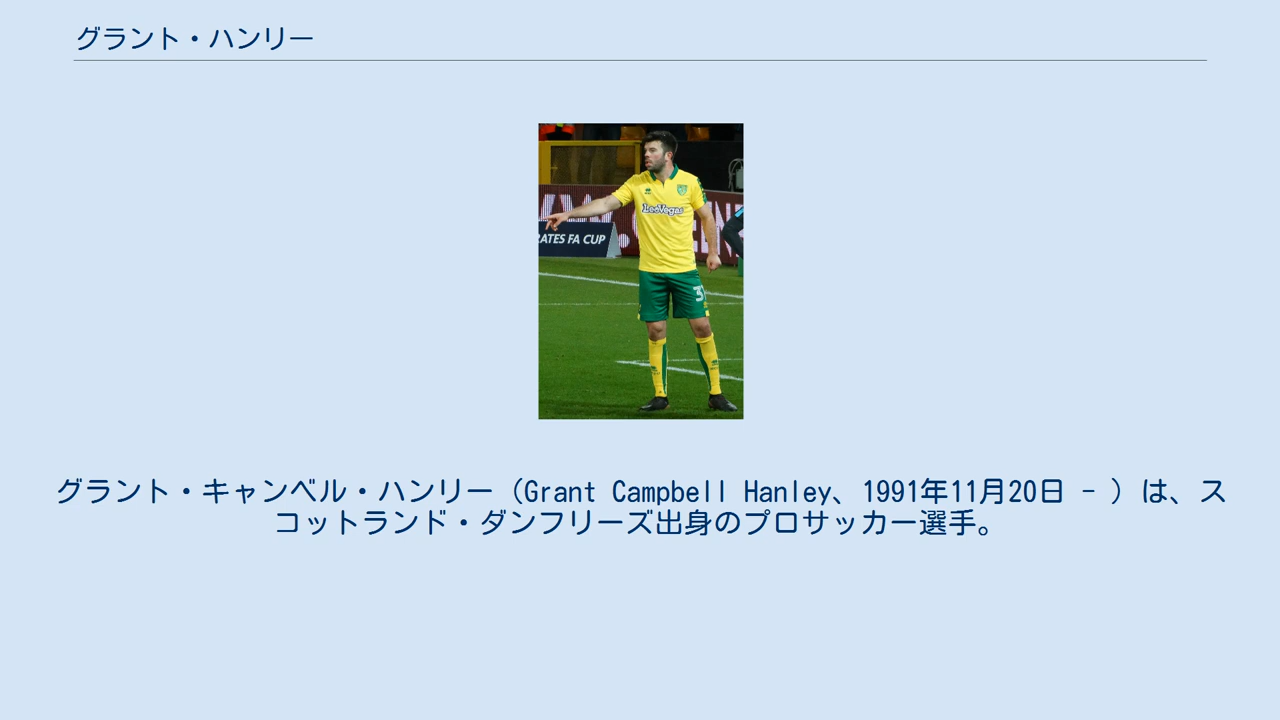 グラント・ハンリー
LeoVegas
RATES FA CUP
グラント・キャンベル・ハンリー（Grant Campbell Hanley、1991年11月20日 - ）は、ス
コットランド・ダンフリーズ出身のプロサッカー選手。